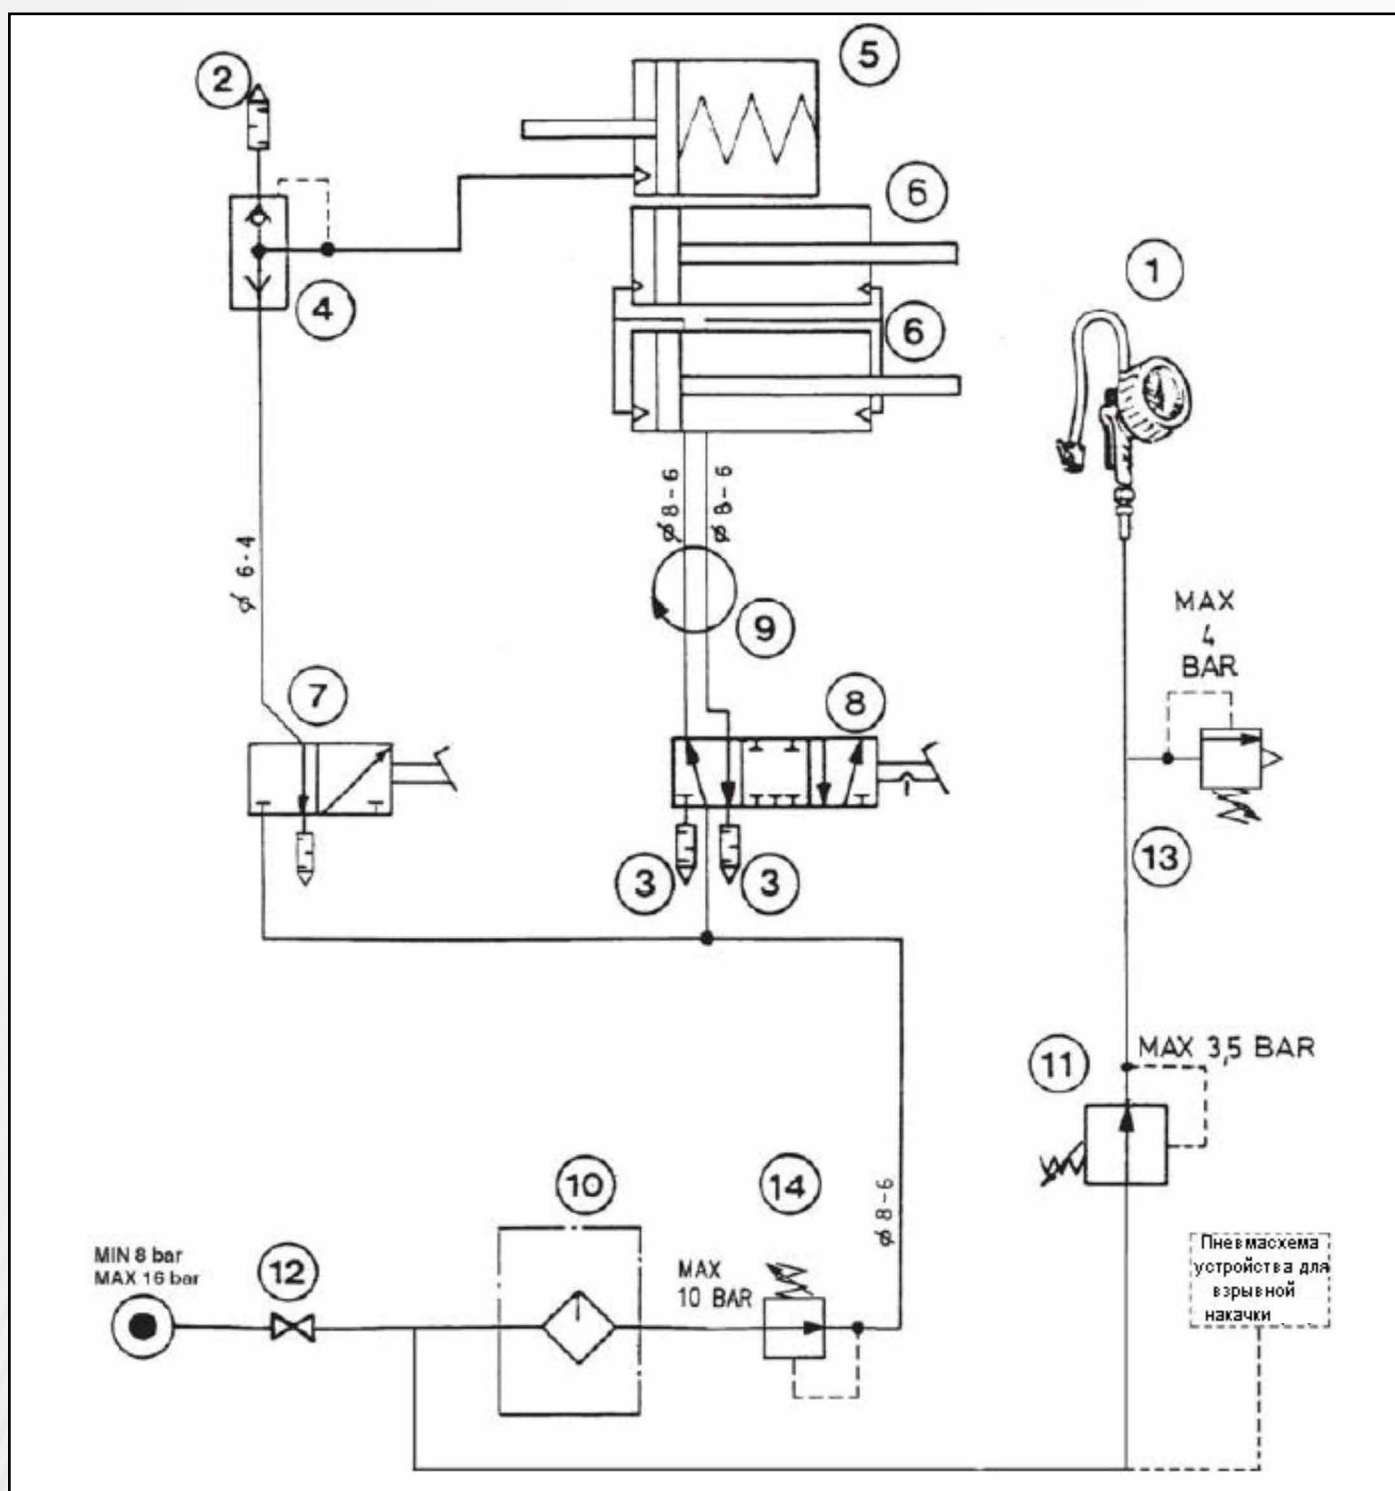 2
5
6
4
6
1
⌀ 8-6
⌀ 8-6
⌀ 6-4
9
MAX
4
BAR
7
8
3
3
13
11
MAX 3,5 BAR
10
14
⌀ 8-6
MIN 8 bar
MAX 16 bar
12
MAX
10 BAR
Пневмасхема
устройства для
взрывной
накачки